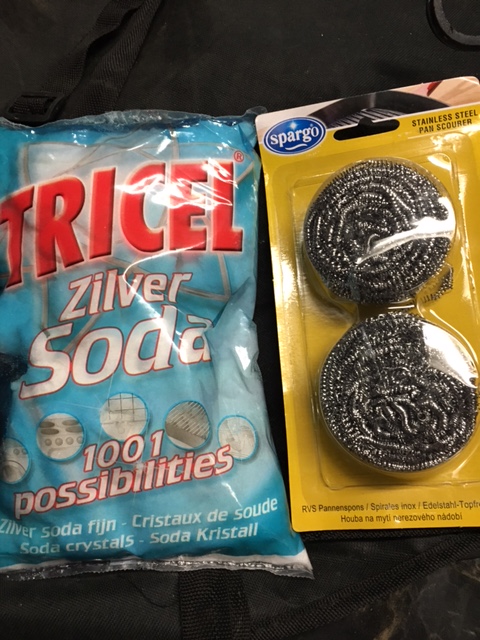 TRICEL®
Zilver
Soda
1001
possibilities
Zilver soda fijn - Cristaux de soude
Soda crystals - Soda Kristall
spargo
STAINLESS STEEL
PAN SCOURER
RVS Pannenspons / Spirales inox / Edelstahl-Topfre
Houba na mytí nerezového nádobí